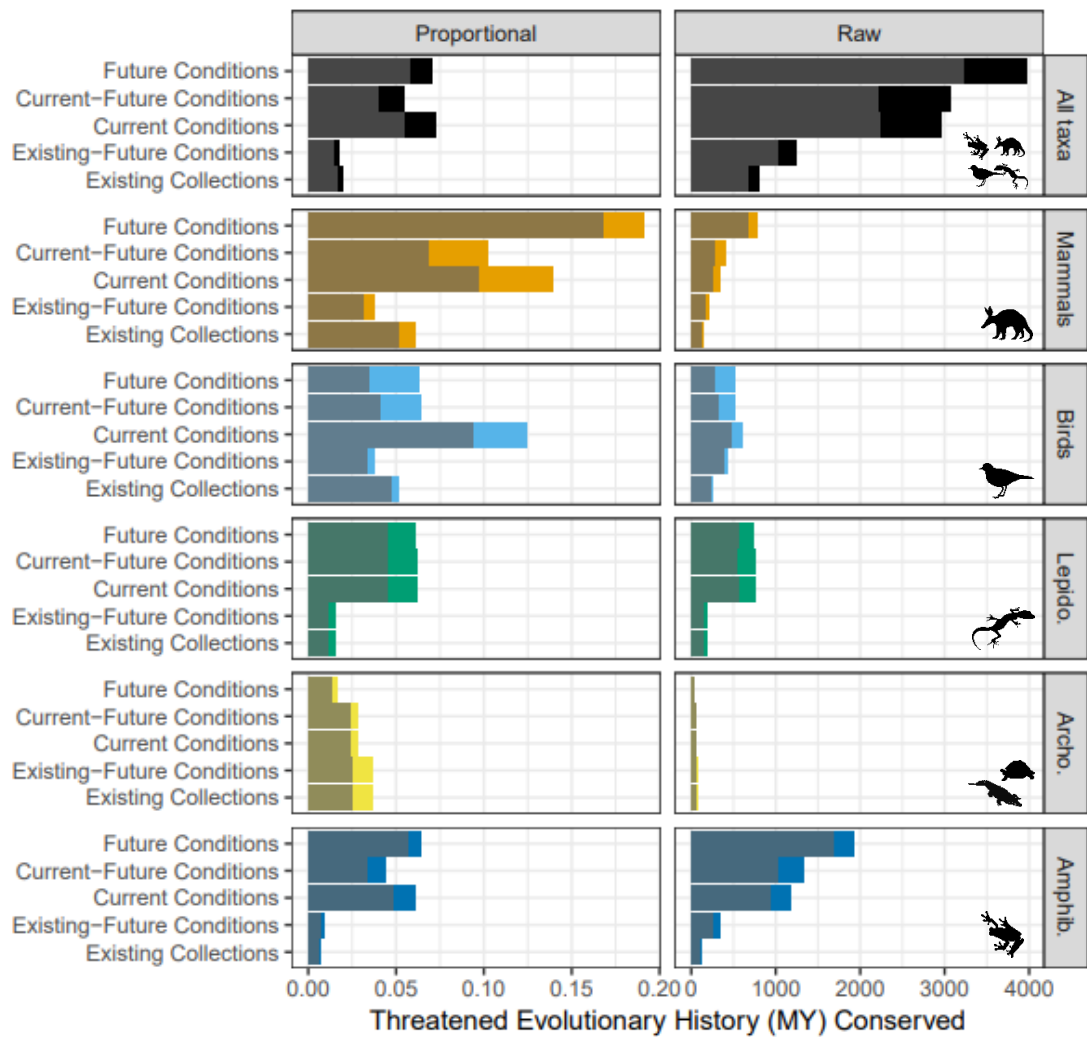 Proportional Raw
Future Conditions
Current−Future Conditions
Current Conditions
Existing−Future Conditions
Existing Collections
All taxa
Future Conditions
Current−Future Conditions
Current Conditions
Existing−Future Conditions
Existing Collections
Mammals
Future Conditions
Current−Future Conditions
Current Conditions
Existing−Future Conditions
Existing Collections
Birds
Future Conditions
Current−Future Conditions
Current Conditions
Existing−Future Conditions
Existing Collections
Lepido.
Future Conditions
Current−Future Conditions
Current Conditions
Existing−Future Conditions
Existing Collections
Archo.
Future Conditions
Current−Future Conditions
Current Conditions
Existing−Future Conditions
Existing Collections
Amphib.
0.00 0.05 0.10 0.15 0.20 0 1000 2000 3000 4000
Threatened Evolutionary History (MY) Conserved